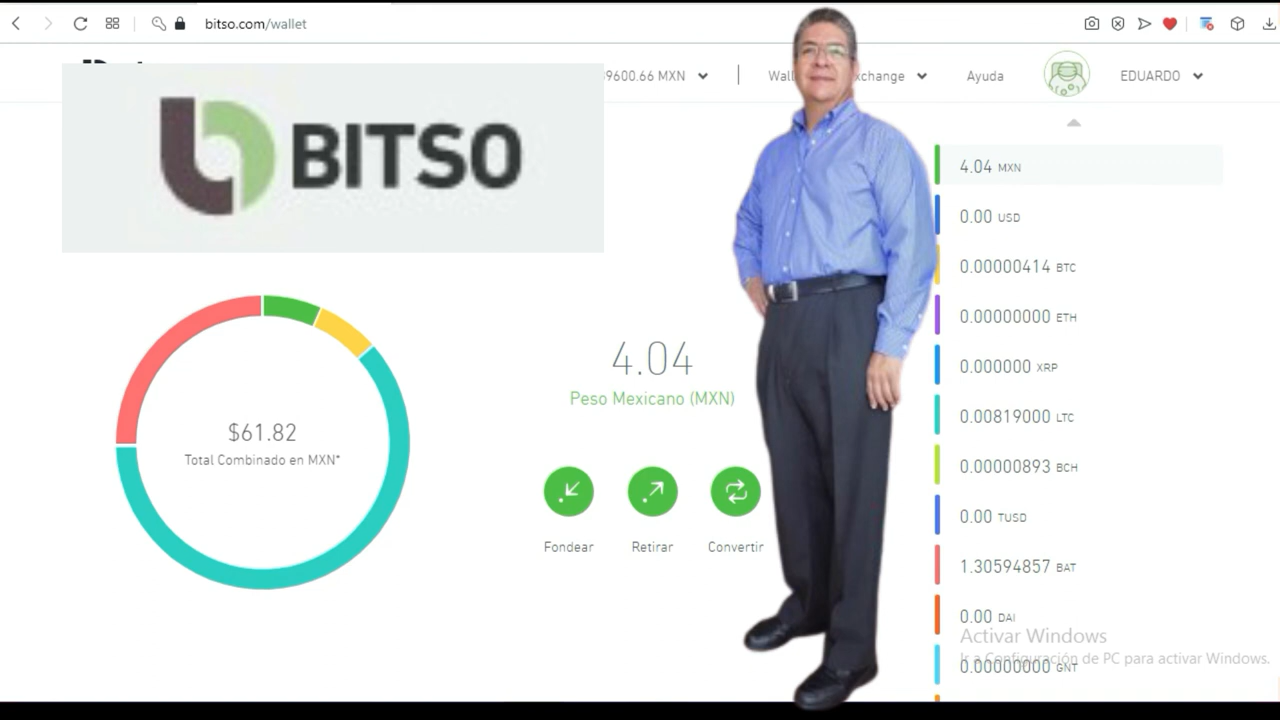 bitso.com/wallet
9600.66 MXN
Ayuda
EDUARDO
BITSO
4.04 MXN
0.00 USD
0.00000414 BTC
0.00000000 ETH
0.000000 XRP
0.00819000 LTC
0.00000893 BCH
0.00 TUSD
1.30594857 BAT
0.00 DAI
0.00000000 GNT
$61.82
Total Combinado en MXN*
4.04
Peso Mexicano (MXN)
Fondear
Retirar
Convertir
Activar Windows
Ir a Configuración de PC para activar Windows.